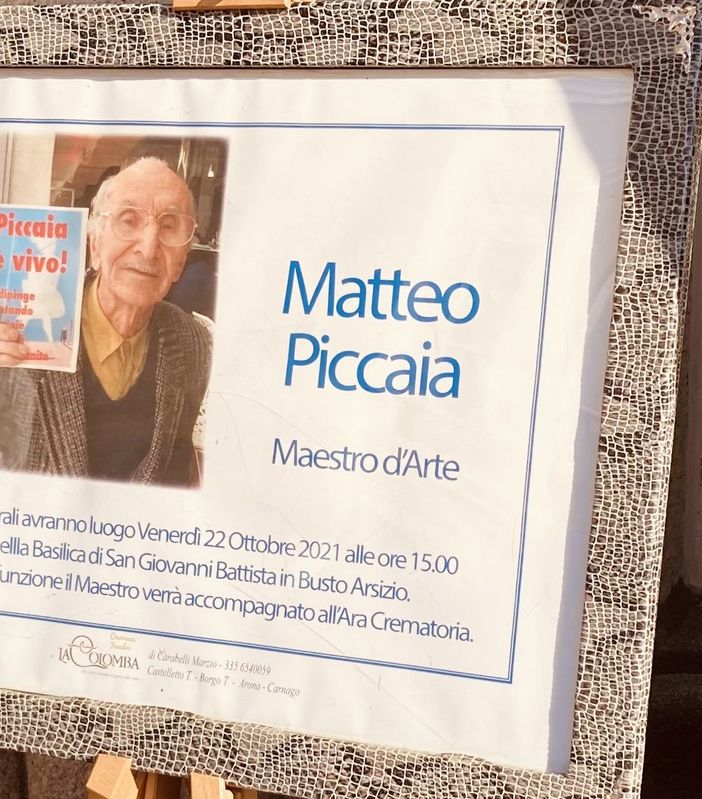 Piccaia
è vivo!
dipinge
Matteo
Piccaia
Maestro d'Arte
rali avranno luogo Venerdì 22 Ottobre 2021 alle ore 15.00
ellla Basilica di San Giovanni Battista in Busto Arsizio.
unzione il Maestro verrà accompagnato all'Ara Crematoria.
Onoranze
Funebri
LA COLOMBA
di Carabelli Marzio - 335 6540059
Castelletto T - Borgo T - Arona - Carnago